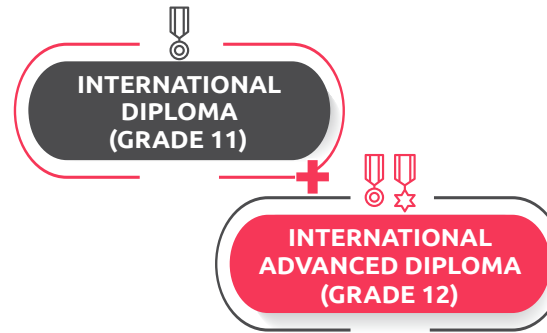 INTERNATIONAL
DIPLOMA
(GRADE 11)
INTERNATIONAL
ADVANCED DIPLOMA
(GRADE 12)